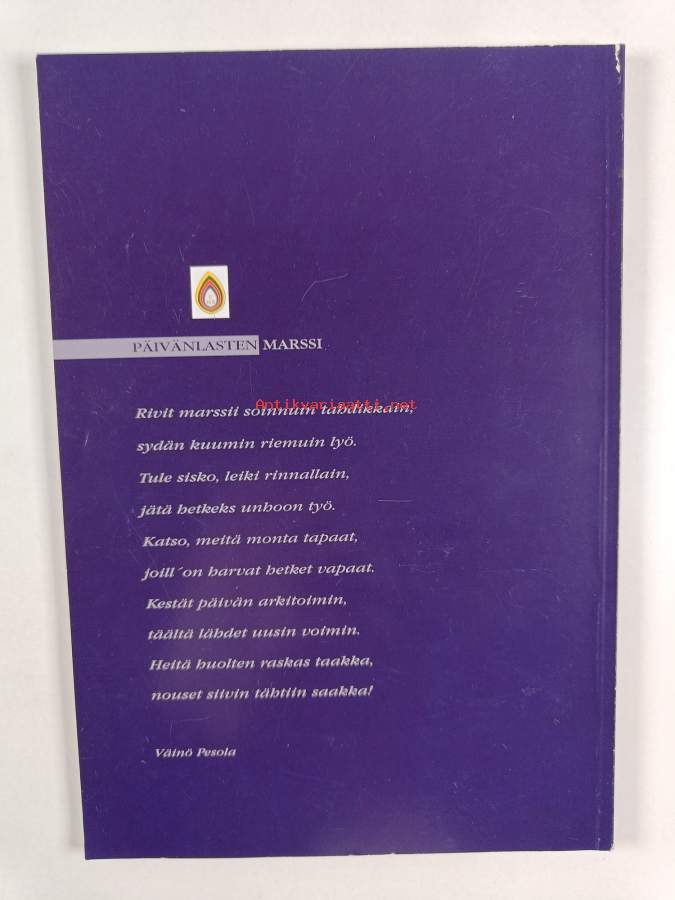 PÄIVÄNLASTEN MARSSI
Antikvariaatti.net
Rivit marssii soinnuin tahdikkain,
sydän kuumin riemuin lyö.
Tule sisko, leiki rinnallain,
jätä hetkeks unhoon työ.
Katso, meitä monta tapaat,
joill´on harvat hetket vapaat.
Kestät päivän arkitoimin,
täältä lähdet uusin voimin.
Heitä huolten raskas taakka,
nouset siivin tähtiin saakka!
Väinö Pesola